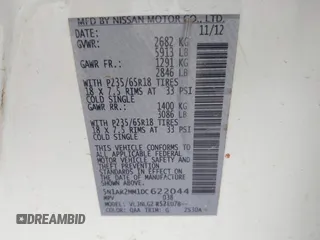 MFD BY NISSAN MOTOR CO., LTD.
DATE: 11/12
GVWR: 2682 KG
5913 LB
GAWR FR: 1291 KG
2846 LB
WITH P235/65R18 TIRES
18 X 7.5 RIMS AT 33 PSI
COLD SINGLE
GAWR RR: 1400 KG
3086 LB
WITH P235/65R18 TIRES
18 X 7.5 RIMS AT 33 PSI
COLD SINGLE
THIS VEHICLE CONFORMS TO ALL
APPLICABLE FEDERAL MOTOR
VEHICLE SAFETY AND THEFT PREVENTION
STANDARDS IN EFFECT
ON THE DATE OF MANUFACTURE
SHOWN ABOVE.
622044
MPV
COLOR: QAA TRIM: G